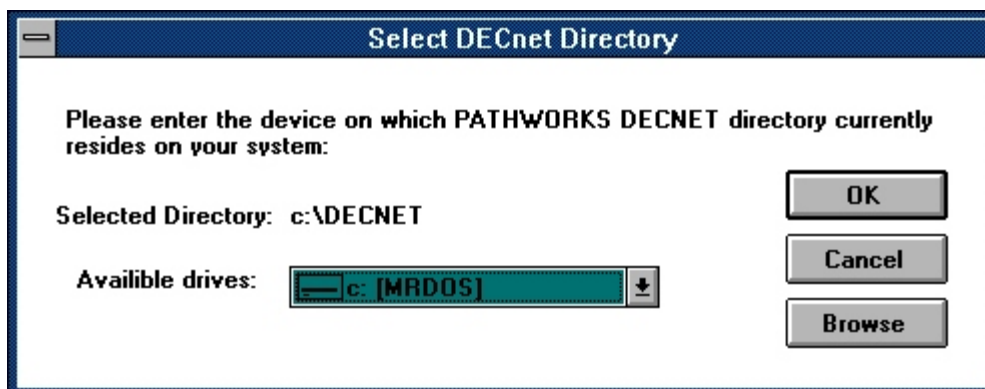 Select DECnet Directory
Please enter the device on which PATHWORKS DECNET directory currently
resides on your system:
OK
Selected Directory: c:\DECNET
Cancel
Availible drives: c: [MRDOS]
Browse